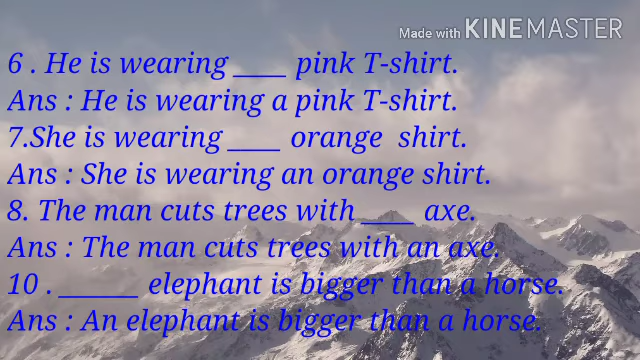 Made with KINEMASTER
6 . He is wearing ____ pink T-shirt.
Ans : He is wearing a pink T-shirt.
7.She is wearing ____ orange  shirt.
Ans : She is wearing an orange shirt.
8. The man cuts trees with ____ axe.
Ans : The man cuts trees with an axe.
10 . ______ elephant is bigger than a horse.
Ans : An elephant is bigger than a horse.